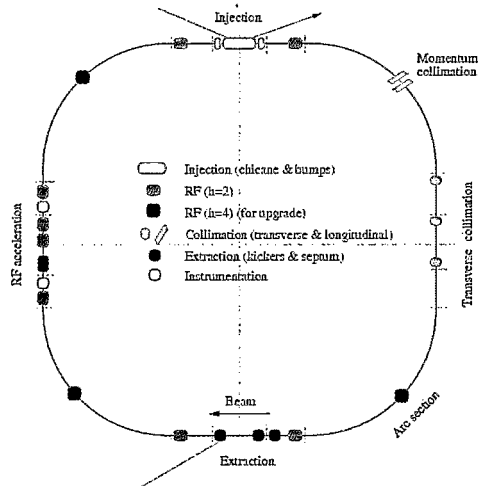 Injection
Momentum
collimation
Injection (chicane & bumps)
RF (h=2)
RF (h=4) (for upgrade)
Collimation (transverse & longitudinal)
Extraction (kickers & septum)
Instrumentation
RF acceleration
Transverse collimation
Beam
Arc section
Extraction